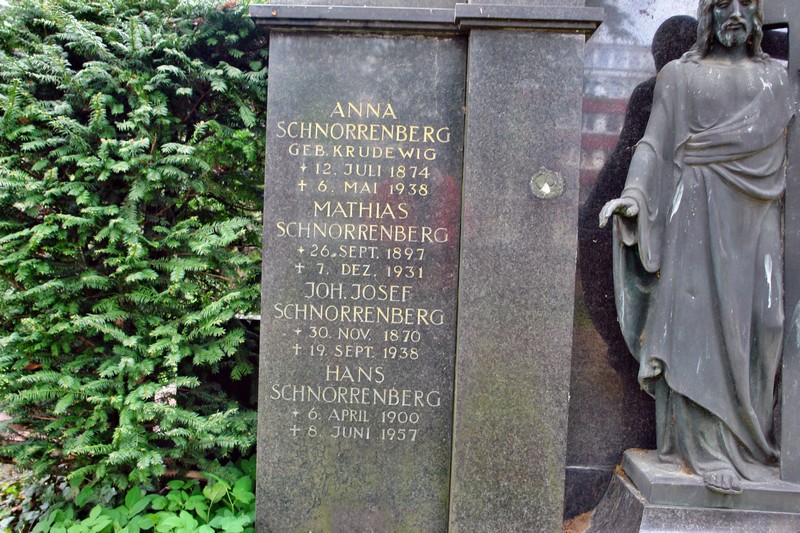 ANNA
SCHNORRENBERG
GEB. KRUDEWIG
+ 12. JULI 1874
✝ 6. MAI 1938
MATHIAS
SCHNORRENBERG
+ 26. SEPT. 1897
✝ 7. DEZ. 1931
JOH. JOSEF
SCHNORRENBERG
+ 30. NOV. 1870
✝ 19. SEPT. 1938
HANS
SCHNORRENBERG
+ 6. APRIL 1900
✝ 8. JUNI 1957